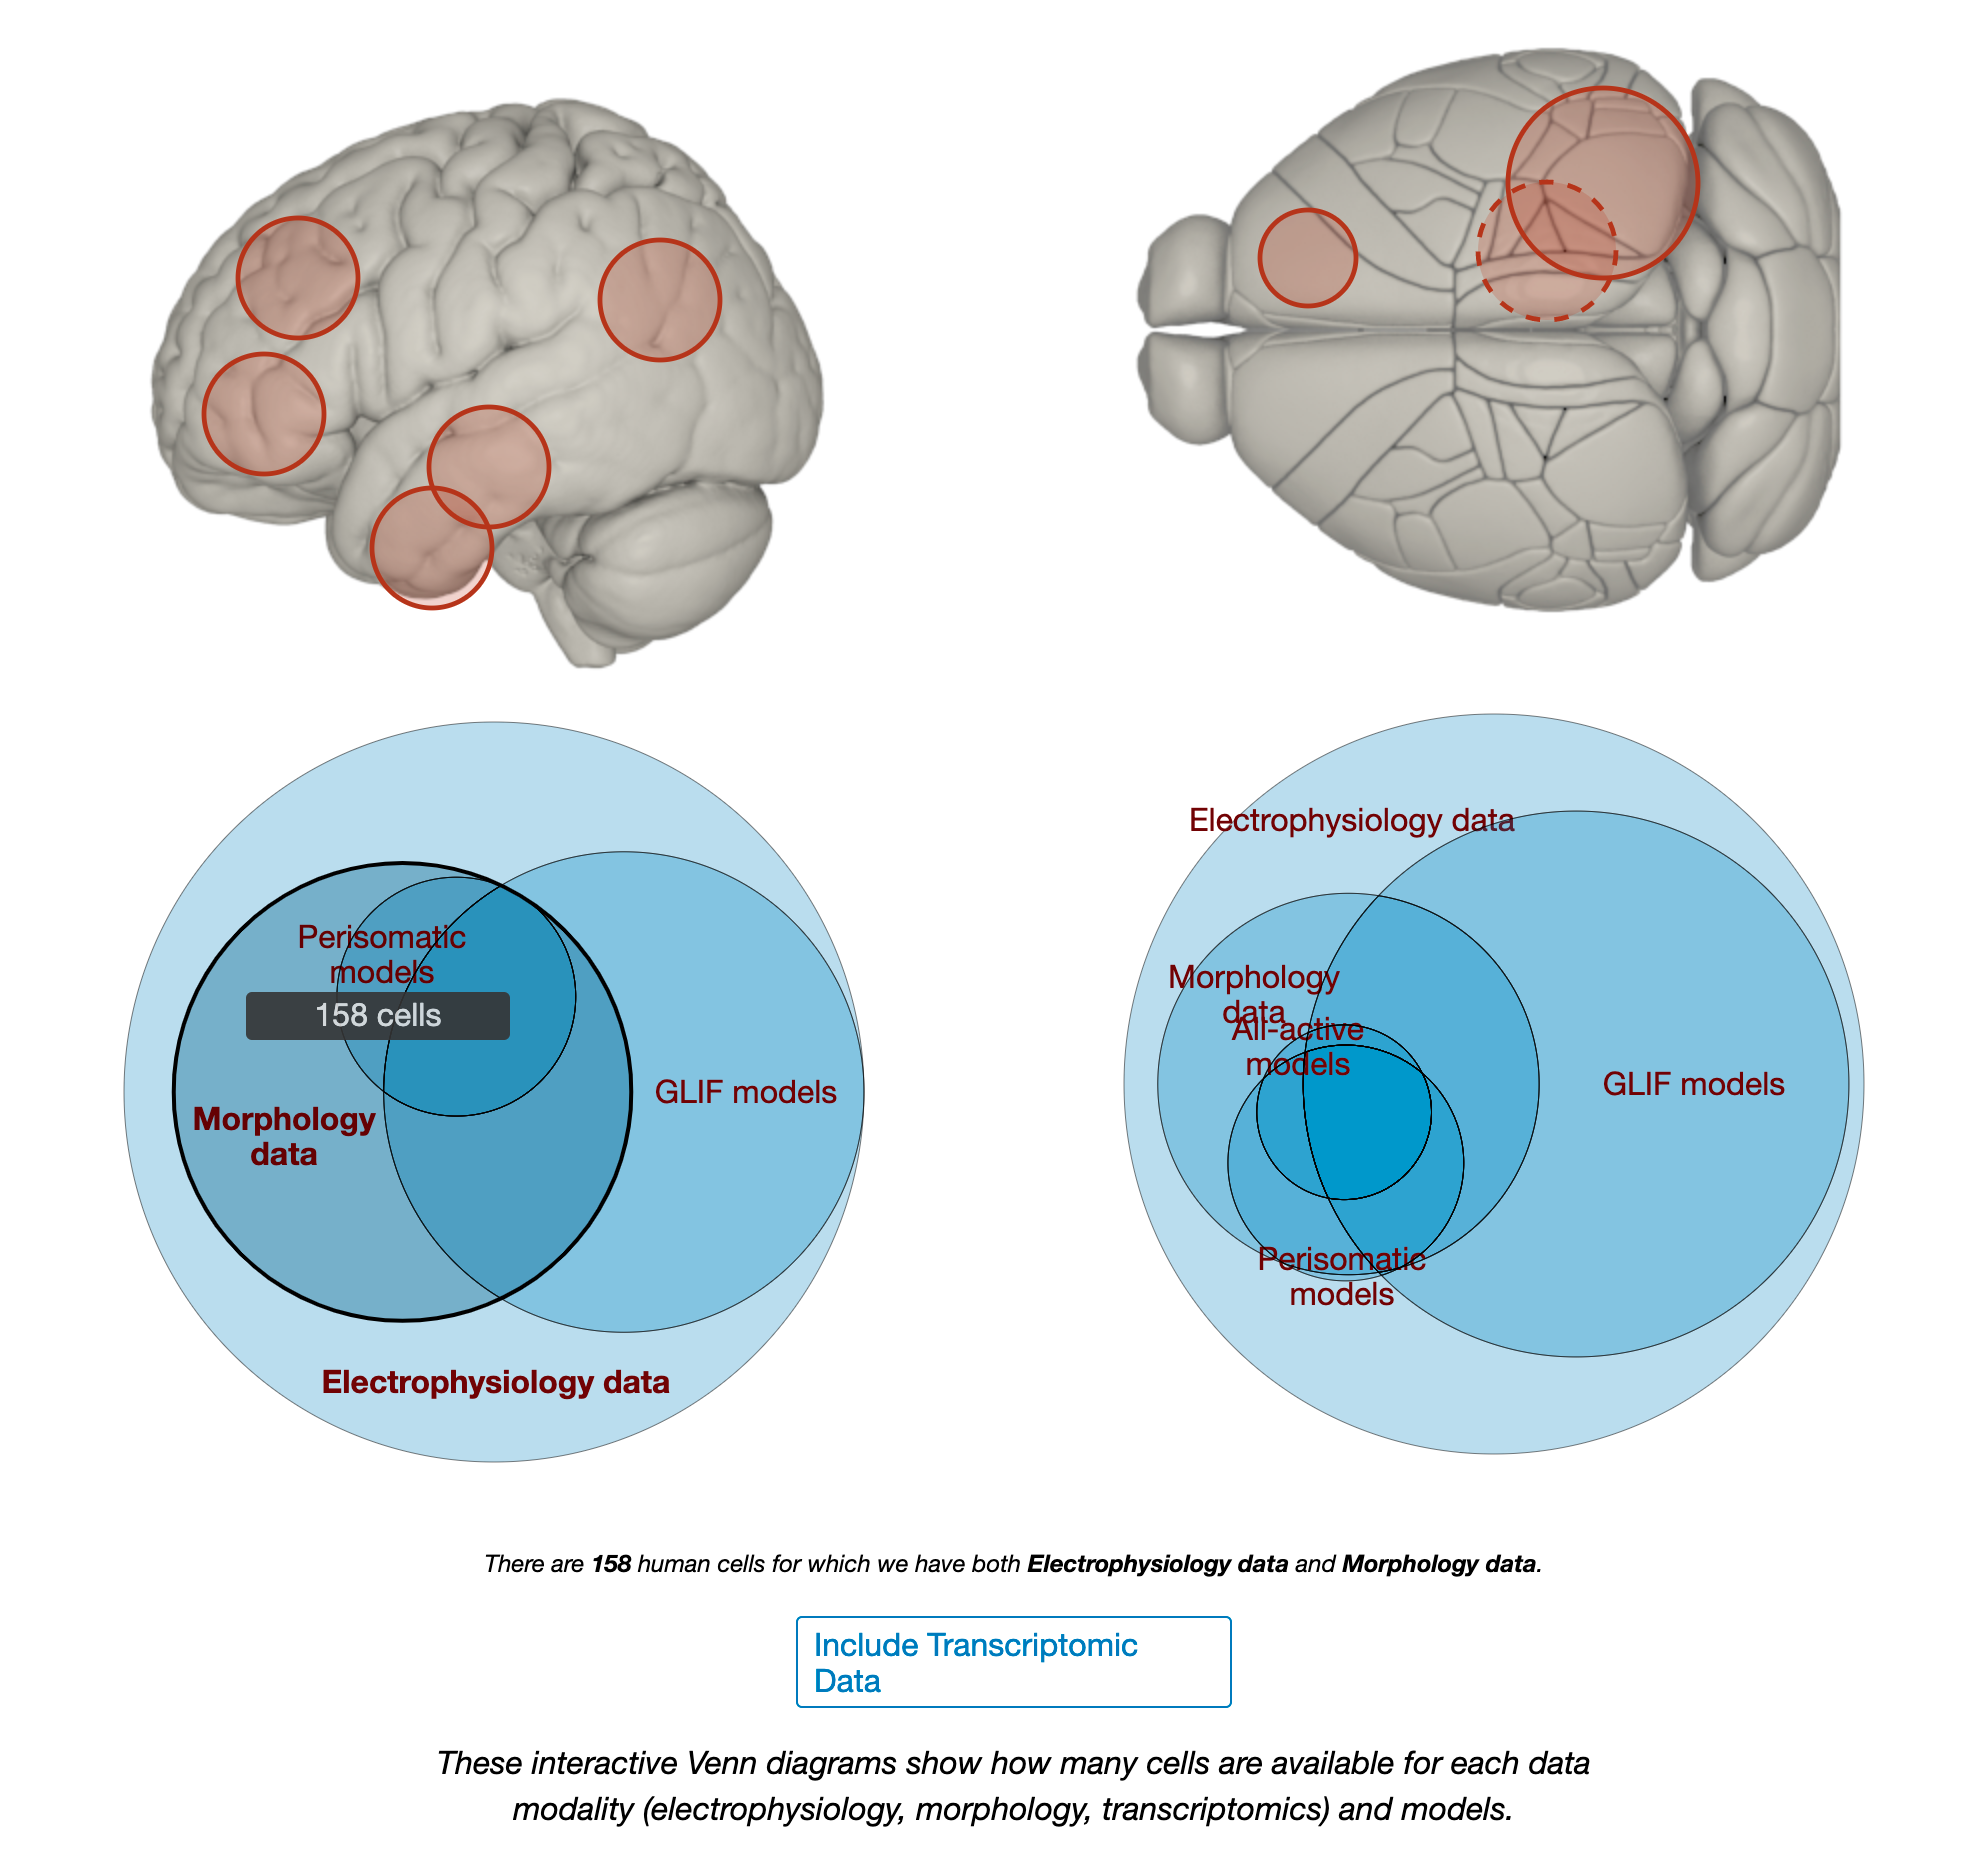 Perisomatic
models
158 cells
Morphology
data
GLIF models
Electrophysiology data
Electrophysiology data
Morphology
data
All-active
models
GLIF models
Perisomatic
models
There are 158 human cells for which we have both Electrophysiology data and Morphology data.
Include Transcriptomic
Data
These interactive Venn diagrams show how many cells are available for each data
modality (electrophysiology, morphology, transcriptomics) and models.